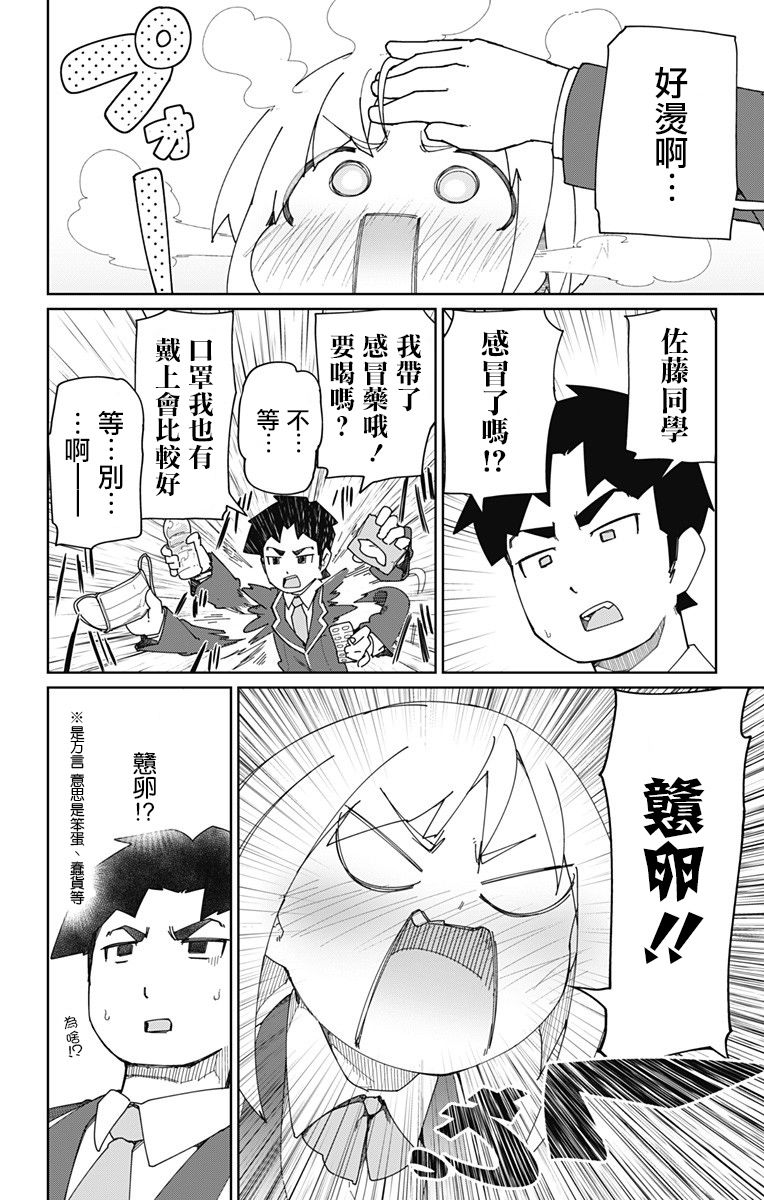 好燙啊…
プォ
ー！
佐藤同學
感冒了嗎!?
我帶了
感冒藥哦！
要喝嗎？
不…
等…
口罩我也有
戴上會比較好
等…別…
…啊——
戇卵!!
戇卵!?
※是方言 意思是笨蛋、蠢貨等
為啥!?